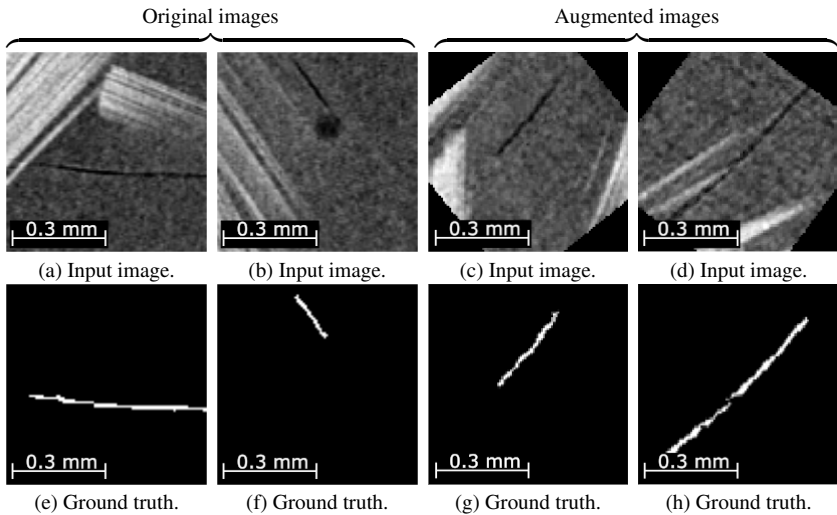 Original images
Augmented images
0.3 mm
0.3 mm
0.3 mm
0.3 mm
(a) Input image.
(b) Input image.
(c) Input image.
(d) Input image.
0.3 mm
0.3 mm
0.3 mm
0.3 mm
(e) Ground truth.
(f) Ground truth.
(g) Ground truth.
(h) Ground truth.